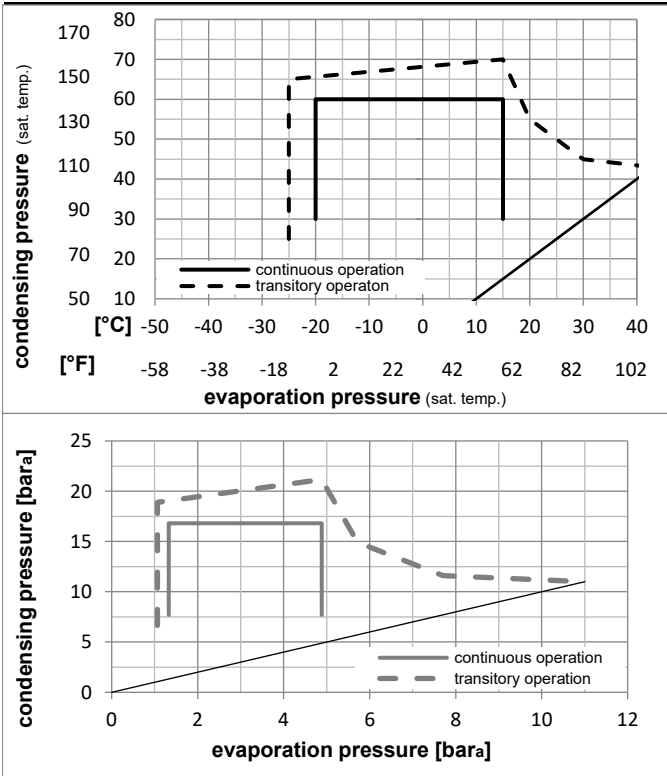 170 80
70
150
60
130
50
110
40
90
30
70
20
50 10
condensing pressure (sat. temp.)
continuous operation
transitory operaton
[°C] -50 -40 -30 -20 -10 0 10 20 30 40
[°F] -58 -38 -18 2 22 42 62 82 102
evaporation pressure (sat. temp.)
25
20
15
10
5
0
condensing pressure [bara]
continuous operation
transitory operation
0 2 4 6 8 10 12
evaporation pressure [bara]